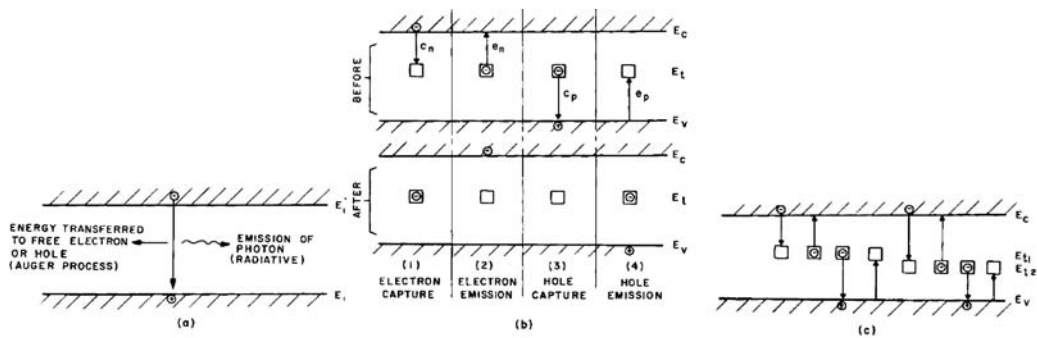 ENERGY TRANSFERRED
TO FREE ELECTRON
OR HOLE
(AUGER PROCESS)
EMISSION OF
PHOTON
(RADIATIVE)
(a)
BEFORE
AFTER
Cn
en
Cp
ep
Ec
Et
Ev
Ec
Et
Ev
(1)
ELECTRON
CAPTURE
(2)
ELECTRON
EMISSION
(3)
HOLE
CAPTURE
(4)
HOLE
EMISSION
(b)
Ec
Et1
Et2
Ev
(c)